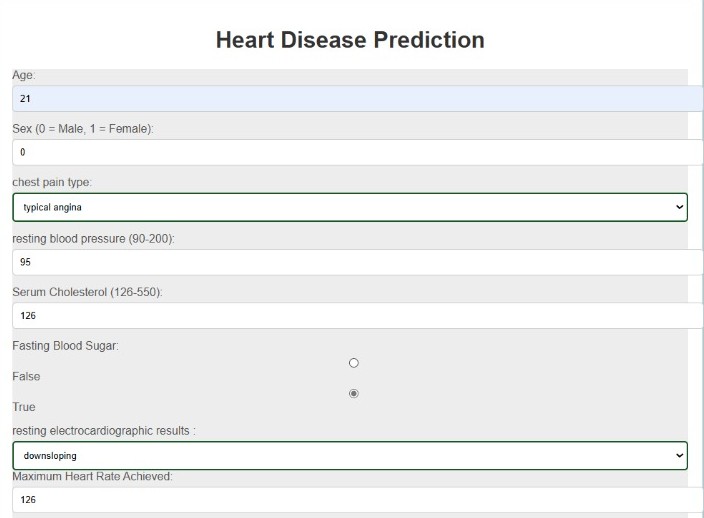 Heart Disease Prediction
Age:
21
Sex (0 = Male, 1 = Female):
0
chest pain type:
typical angina
resting blood pressure (90-200):
95
Serum Cholesterol (126-550):
126
Fasting Blood Sugar:
False
True
resting electrocardiographic results :
downsloping
Maximum Heart Rate Achieved:
126